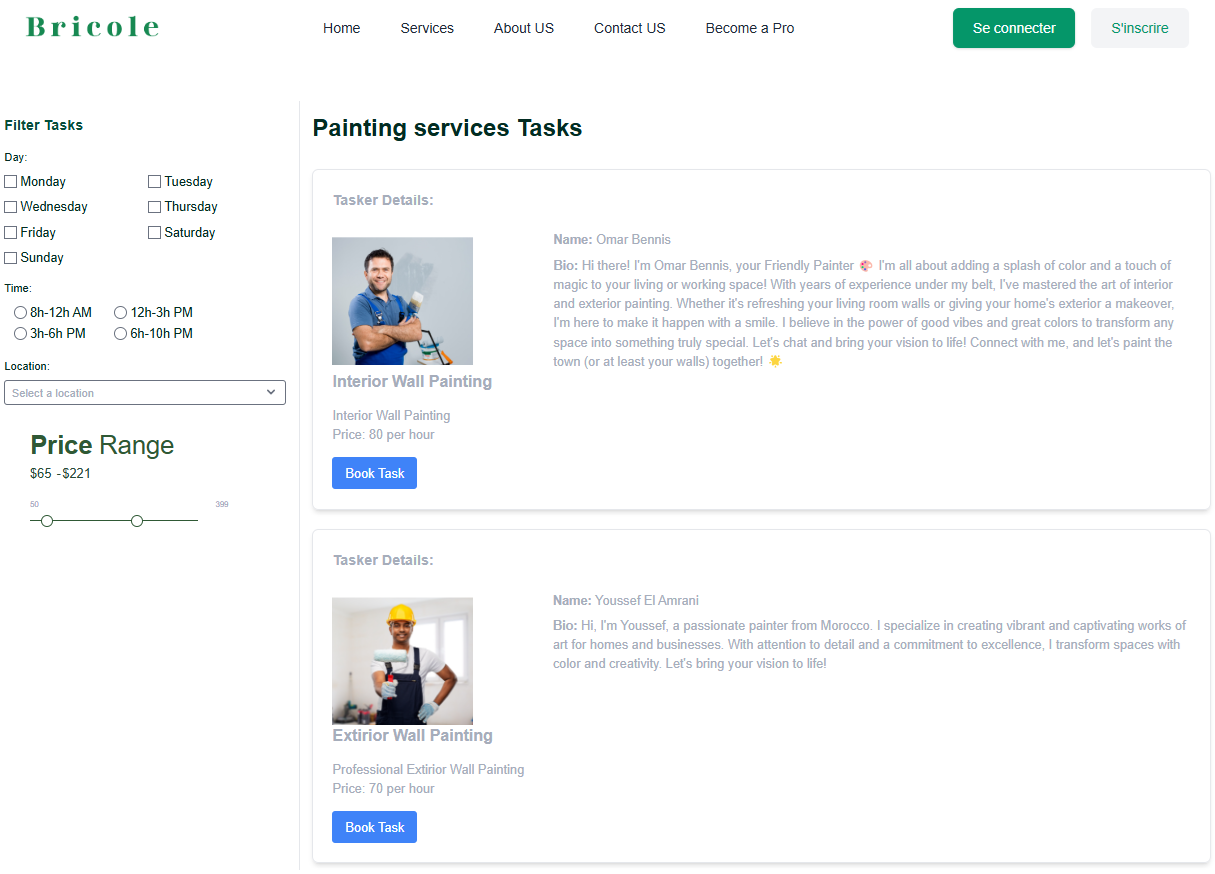 Bricole
Home
Services
About US
Contact US
Become a Pro
Se connecter
S'inscrire
Filter Tasks
Day:
Monday
Tuesday
Wednesday
Thursday
Friday
Saturday
Sunday
Time:
8h-12h AM
12h-3h PM
3h-6h PM
6h-10h PM
Location:
Select a location
Price Range
$65 -$221
50
399
Painting services Tasks
Tasker Details:
Name: Omar Bennis
Bio: Hi there! I'm Omar Bennis, your Friendly Painter 🎨 I'm all about adding a splash of color and a touch of
magic to your living or working space! With years of experience under my belt, I've mastered the art of interior
and exterior painting. Whether it's refreshing your living room walls or giving your home's exterior a makeover,
I'm here to make it happen with a smile. I believe in the power of good vibes and great colors to transform any
space into something truly special. Let's chat and bring your vision to life! Connect with me, and let's paint the
town (or at least your walls) together! 🌟
Interior Wall Painting
Interior Wall Painting
Price: 80 per hour
Book Task
Tasker Details:
Name: Youssef El Amrani
Bio: Hi, I'm Youssef, a passionate painter from Morocco. I specialize in creating vibrant and captivating works of
art for homes and businesses. With attention to detail and a commitment to excellence, I transform spaces with
color and creativity. Let's bring your vision to life!
Extirior Wall Painting
Professional Extirior Wall Painting
Price: 70 per hour
Book Task